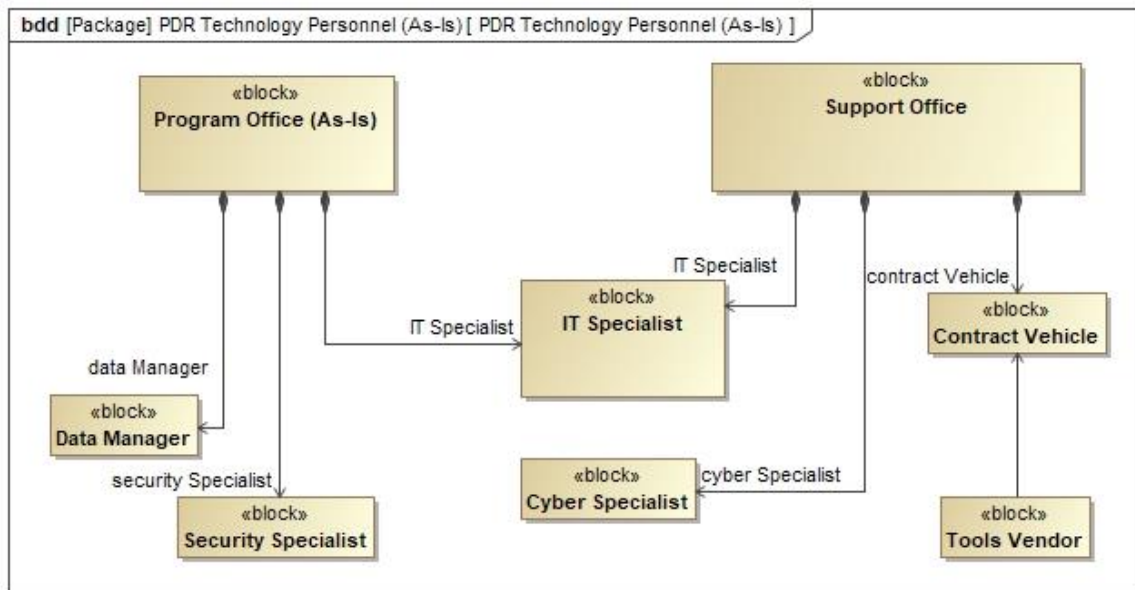 bdd [Package] PDR Technology Personnel (As-Is) [ PDR Technology Personnel (As-Is) ]
«block»
Program Office (As-Is)
«block»
Support Office
IT Specialist
contract Vehicle
«block»
IT Specialist
«block»
Contract Vehicle
IT Specialist
data Manager
«block»
Data Manager
security Specialist
«block»
Cyber Specialist
cyber Specialist
«block»
Security Specialist
«block»
Tools Vendor